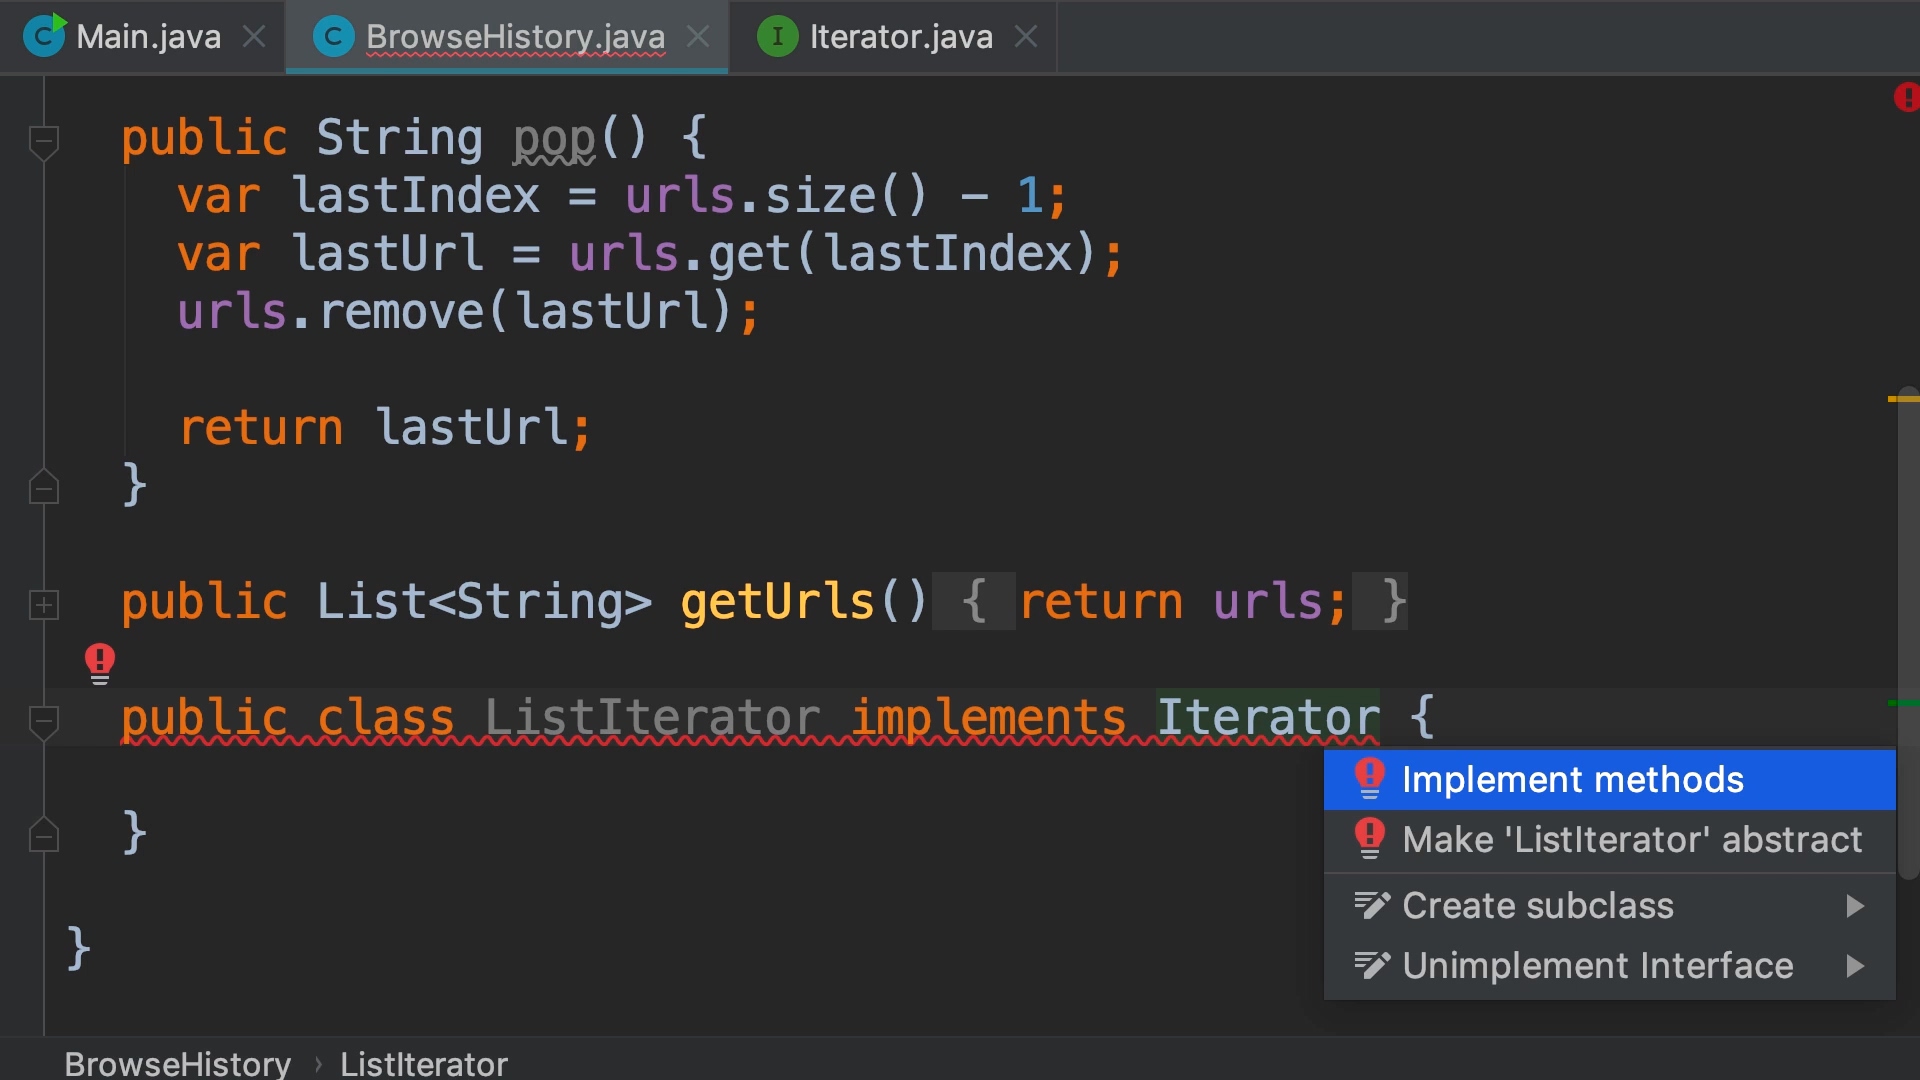 Main.java BrowseHistory.java Iterator.java
public String pop() {
var lastIndex = urls.size() - 1;
var lastUrl = urls.get(lastIndex);
urls.remove(lastUrl);
return lastUrl;
}
public List<String> getUrls() { return urls; }
public class ListIterator implements Iterator {
Implement methods
Make 'ListIterator' abstract
Create subclass
Unimplement Interface
}
}
BrowseHistory › ListIterator